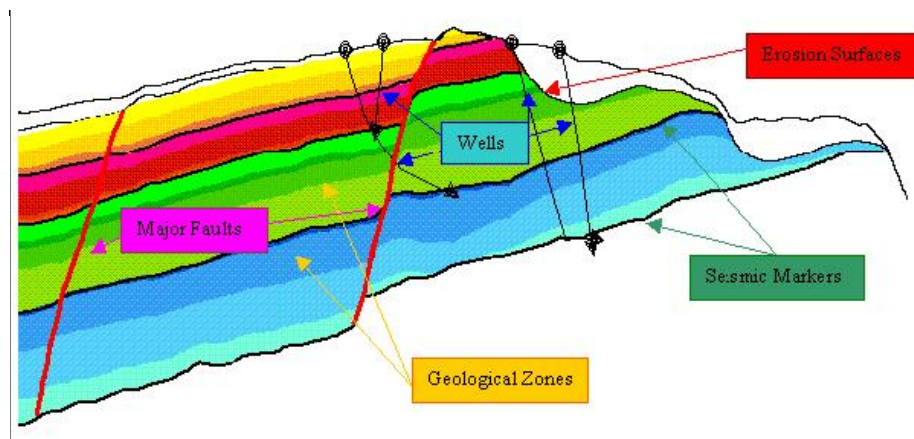 Erosion Surfaces
Wells
Major Faults
Seismic Markers
Geological Zones